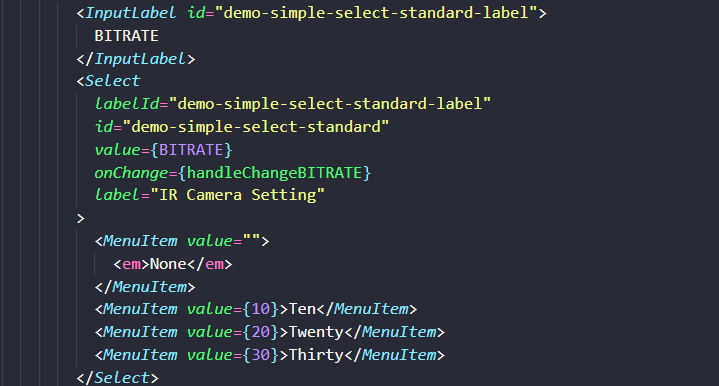 <InputLabel id="demo-simple-select-standard-label">
BITRATE
</InputLabel>
<Select
labelId="demo-simple-select-standard-label"
id="demo-simple-select-standard"
value={BITRATE}
onChange={handleChangeBITRATE}
label="IR Camera Setting"
>
<MenuItem value="">
<em>None</em>
</MenuItem>
<MenuItem value={10}>Ten</MenuItem>
<MenuItem value={20}>Twenty</MenuItem>
<MenuItem value={30}>Thirty</MenuItem>
</Select>